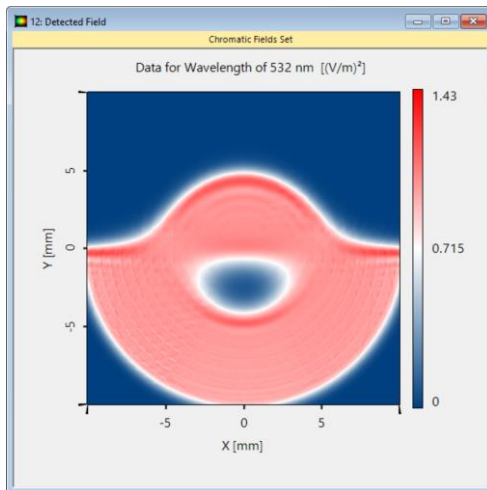 12: Detected Field
Chromatic Fields Set
Data for Wavelength of 532 nm [(V/m)²]
1.43
5
0.715
0
Y [mm]
-5
0
-5 0 5
X [mm]